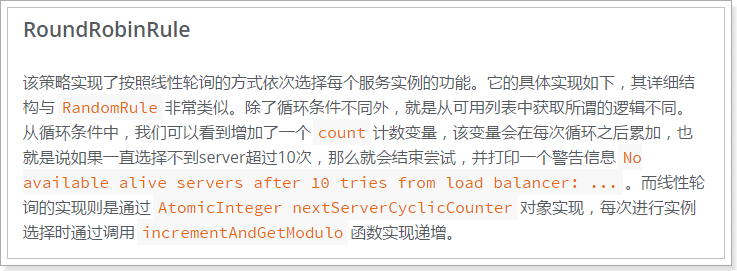 RoundRobinRule
该策略实现了按照线性轮询的方式依次选择每个服务实例的功能。它的具体实现如下，其详细结
构与 RandomRule 非常类似。除了循环条件不同外，就是从可用列表中获取所谓的逻辑不同。
从循环条件中，我们可以看到增加了一个 count 计数变量，该变量会在每次循环之后累加，也
就是说如果一直选择不到server超过10次，那么就会结束尝试，并打印一个警告信息 No
available alive servers after 10 tries from load balancer: ... 。而线性轮
询的实现则是通过 AtomicInteger nextServerCyclicCounter 对象实现，每次进行实例
选择时通过调用 incrementAndGetModulo 函数实现递增。